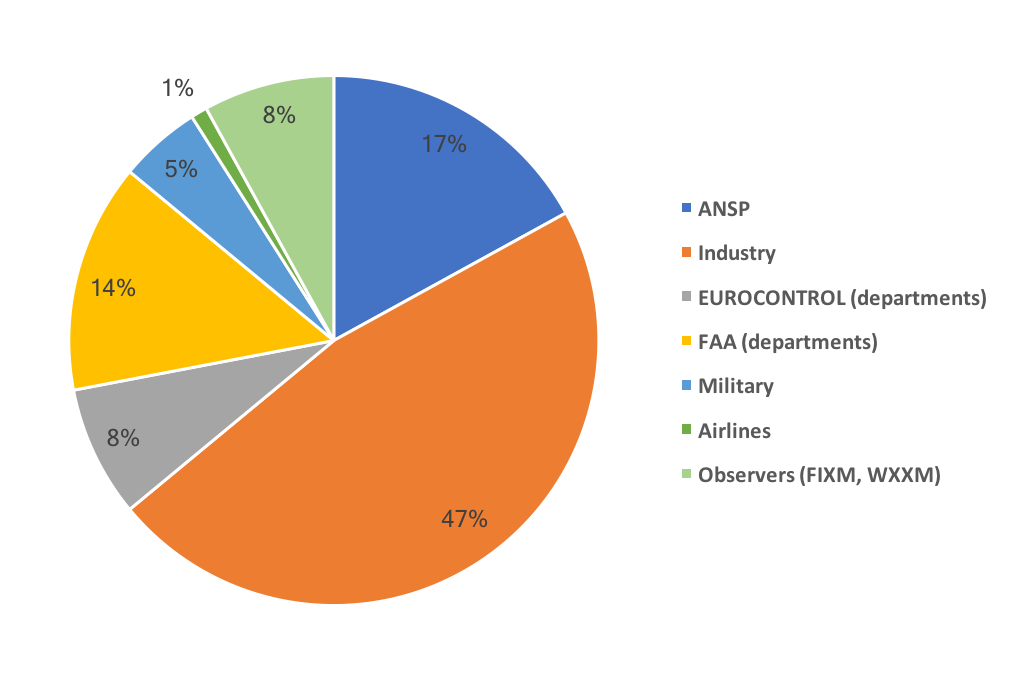 1%
8%
17%
5%
14%
8%
47%
ANSP
Industry
EUROCONTROL (departments)
FAA (departments)
Military
Airlines
Observers (FIXM, WXXM)